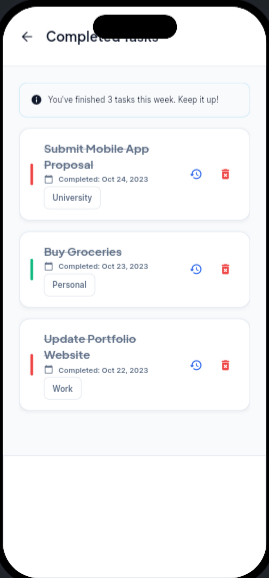 Completed Tasks
You've finished 3 tasks this week. Keep it up!
Submit Mobile App
Proposal
Completed: Oct 24, 2023
University
Buy Groceries
Completed: Oct 23, 2023
Personal
Update Portfolio
Website
Completed: Oct 22, 2023
Work